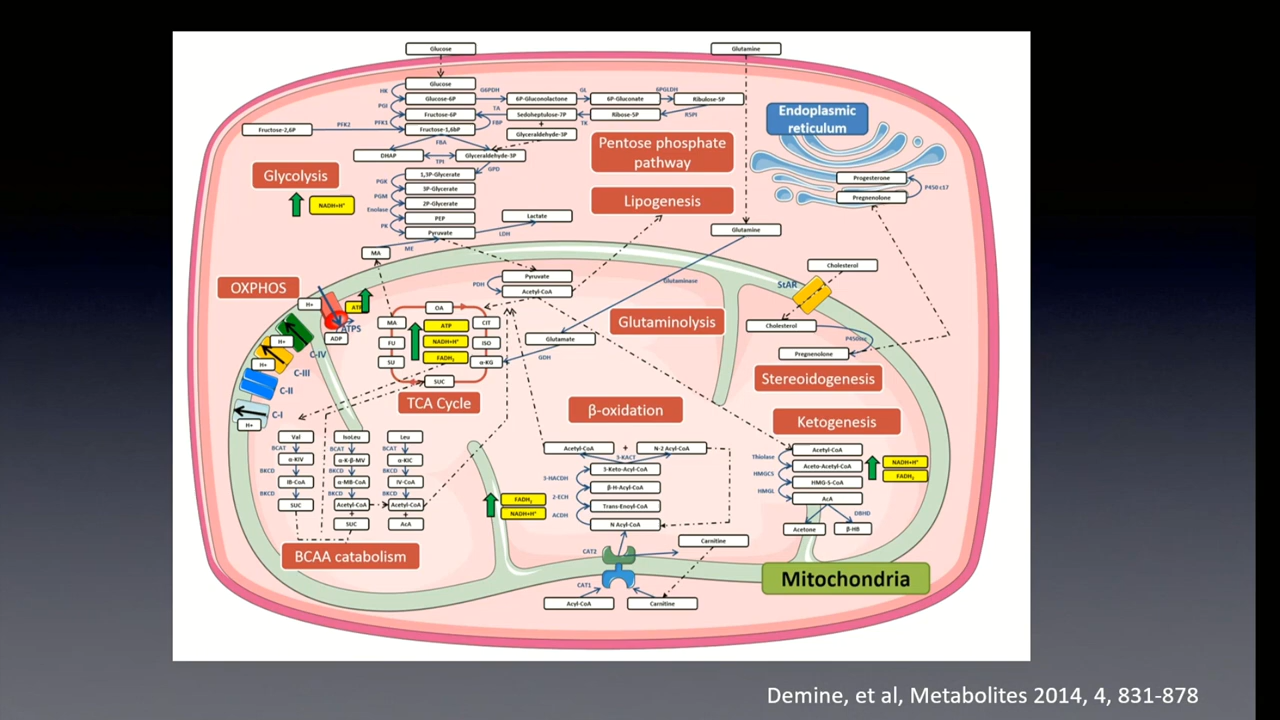 Glucose
Glutamine
Glucose
HK
G6PDH
GL
6PGLDH
Glucose-6P
6P-Gluconolactone
6P-Gluconate
Ribulose-5P
PGI
TA
Fructose-6P
Sedoheptulose-7P
Ribose-5P
RSPI
PFK2
PFK1
FBP
TK
+
Fructose-2,6P
Fructose-1,6bP
Glyceraldehyde-3P
FBA
DHAP
TPI
Glyceraldehyde-3P
GPD
Endoplasmic
reticulum
Pentose phosphate
pathway
Glycolysis
NADH+H⁺
PGK
1,3P-Glycerate
PGM
3P-Glycerate
Enolase
2P-Glycerate
PEP
PK
Pyruvate
Lactate
LDH
ME
MA
Lipogenesis
Progesterone
P450 c17
Pregnenolone
Glutamine
OXPHOS
H+
ATP
ATPS
ADP
H+
C-IV
H+
C-III
C-II
C-I
H+
Pyruvate
PDH
Acetyl-CoA
Glutaminase
Cholesterol
StAR
Cholesterol
P450scc
Pregnenolone
Glutaminolysis
Stereoidogenesis
OA
MA
ATP
CIT
FU
NADH+H⁺
ISO
SU
FADH₂
α-KG
SUC
Glutamate
GDH
TCA Cycle
β-oxidation
Ketogenesis
Val
IsoLeu
Leu
BCAT
BCAT
BCAT
α-KIV
α-K-β-MV
α-KIC
BKCD
BKCD
BKCD
IB-CoA
α-MB-CoA
IV-CoA
BKCD
BKCD
BKCD
SUC
Acetyl-CoA
Acetyl-CoA
+
+
SUC
AcA
BCAA catabolism
Acetyl-CoA
+
N-2 Acyl-CoA
3-KACT
3-Keto-Acyl-CoA
3-HACDH
β-H-Acyl-CoA
2-ECH
Trans-Enoyl-CoA
ACDH
N Acyl-CoA
FADH₂
NADH+H⁺
Acetyl-CoA
Thiolase
Aceto-Acetyl-CoA
HMGCS
HMG-S-CoA
HMGL
AcA
NADH+H⁺
FADH₂
DBHD
Acetone
β-HB
Carnitine
CAT2
CAT1
Acyl-CoA
Carnitine
Mitochondria
Demine, et al, Metabolites 2014, 4, 831-878